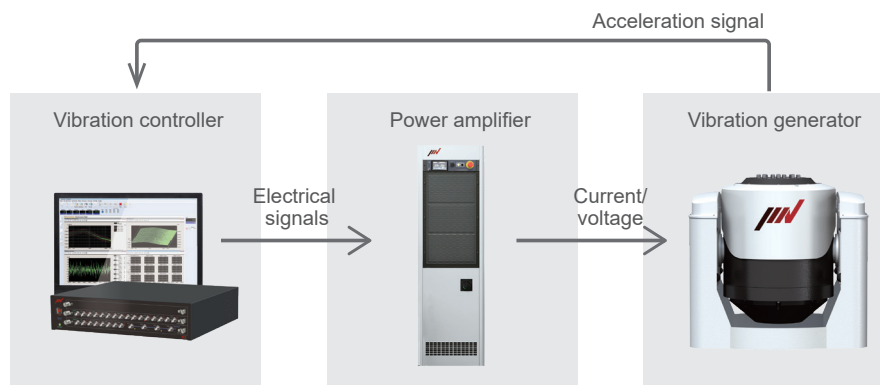 Acceleration signal
Vibration controller
Power amplifier
Vibration generator
Electrical
signals
Current/
voltage